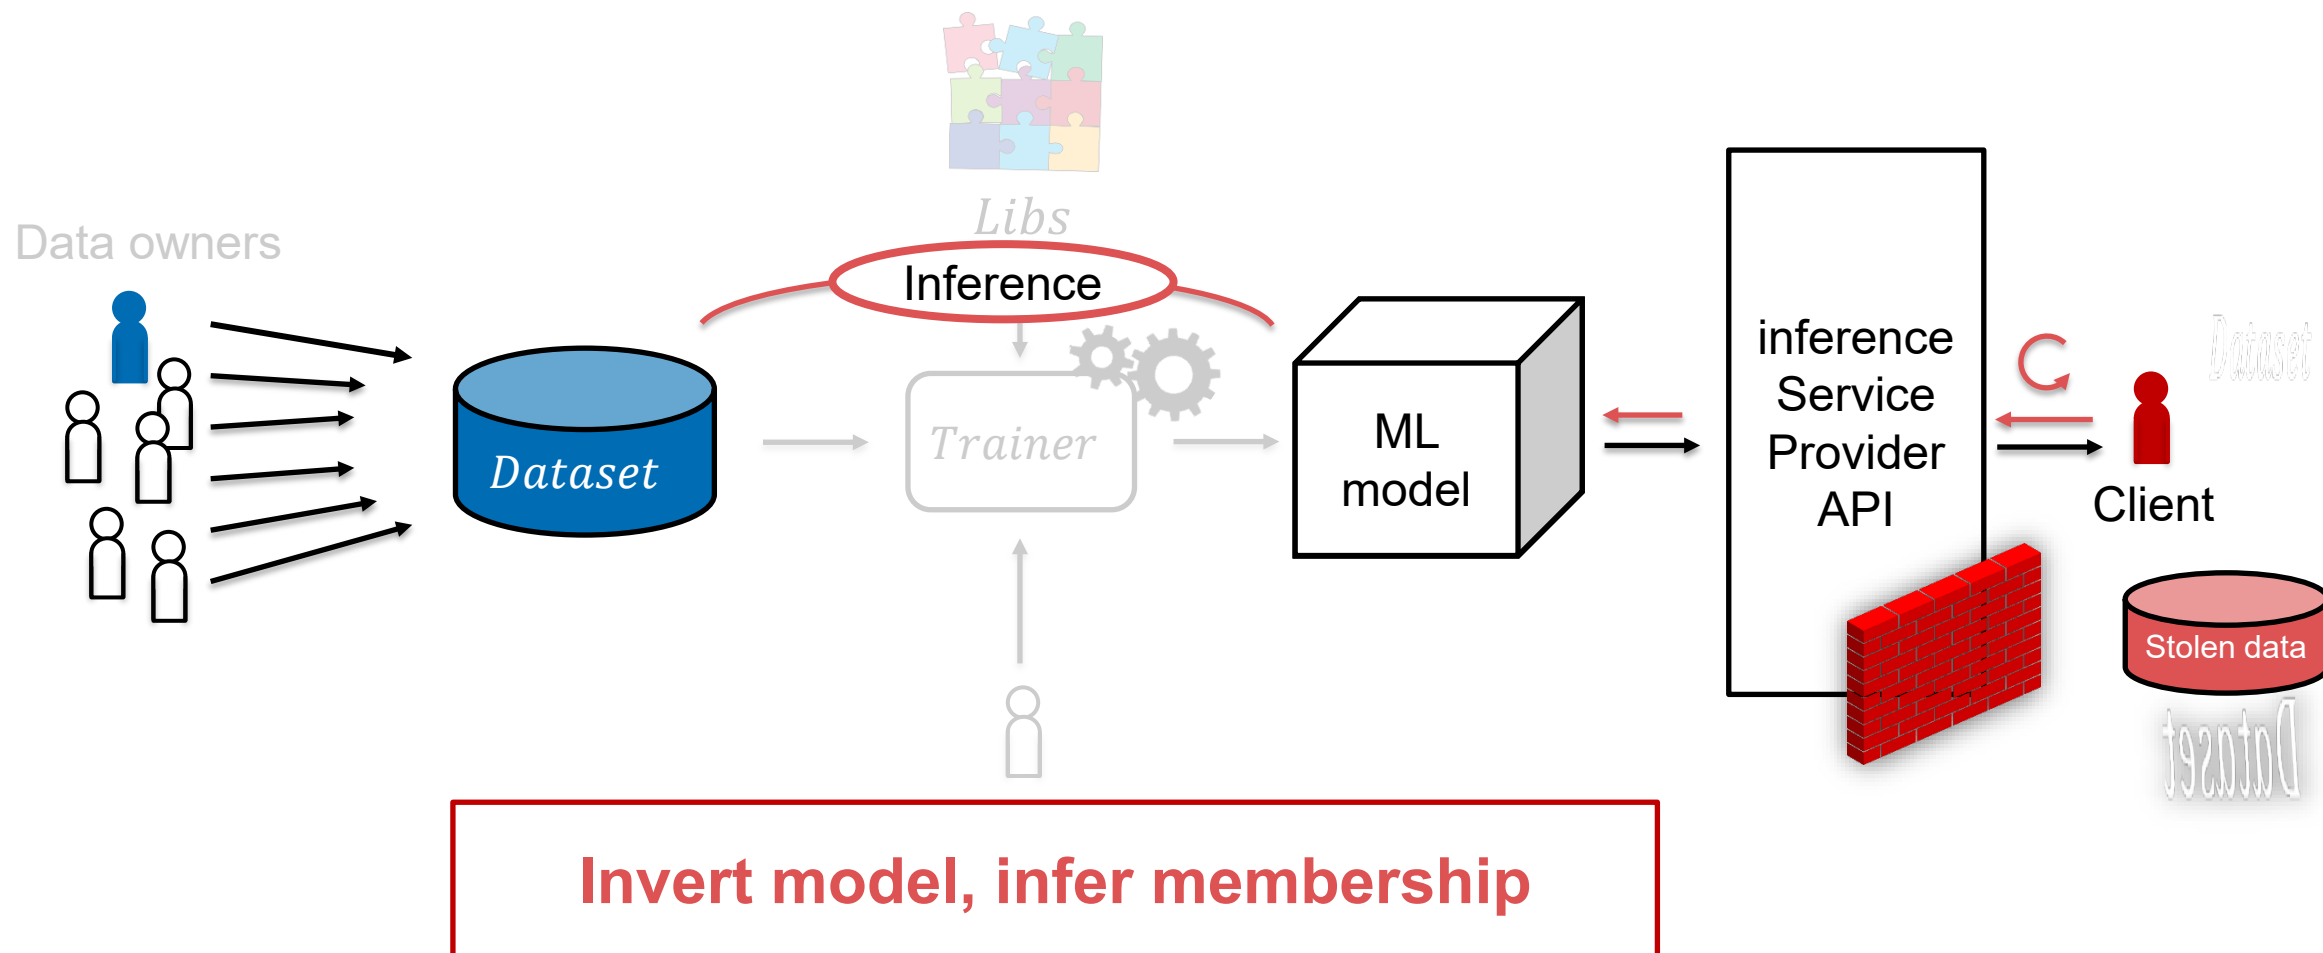 Libs
Data owners
Inference
Dataset
Trainer
ML
model
inference
Service
Provider
API
Client
Dataset
Stolen data
Dataset
Invert model, infer membership